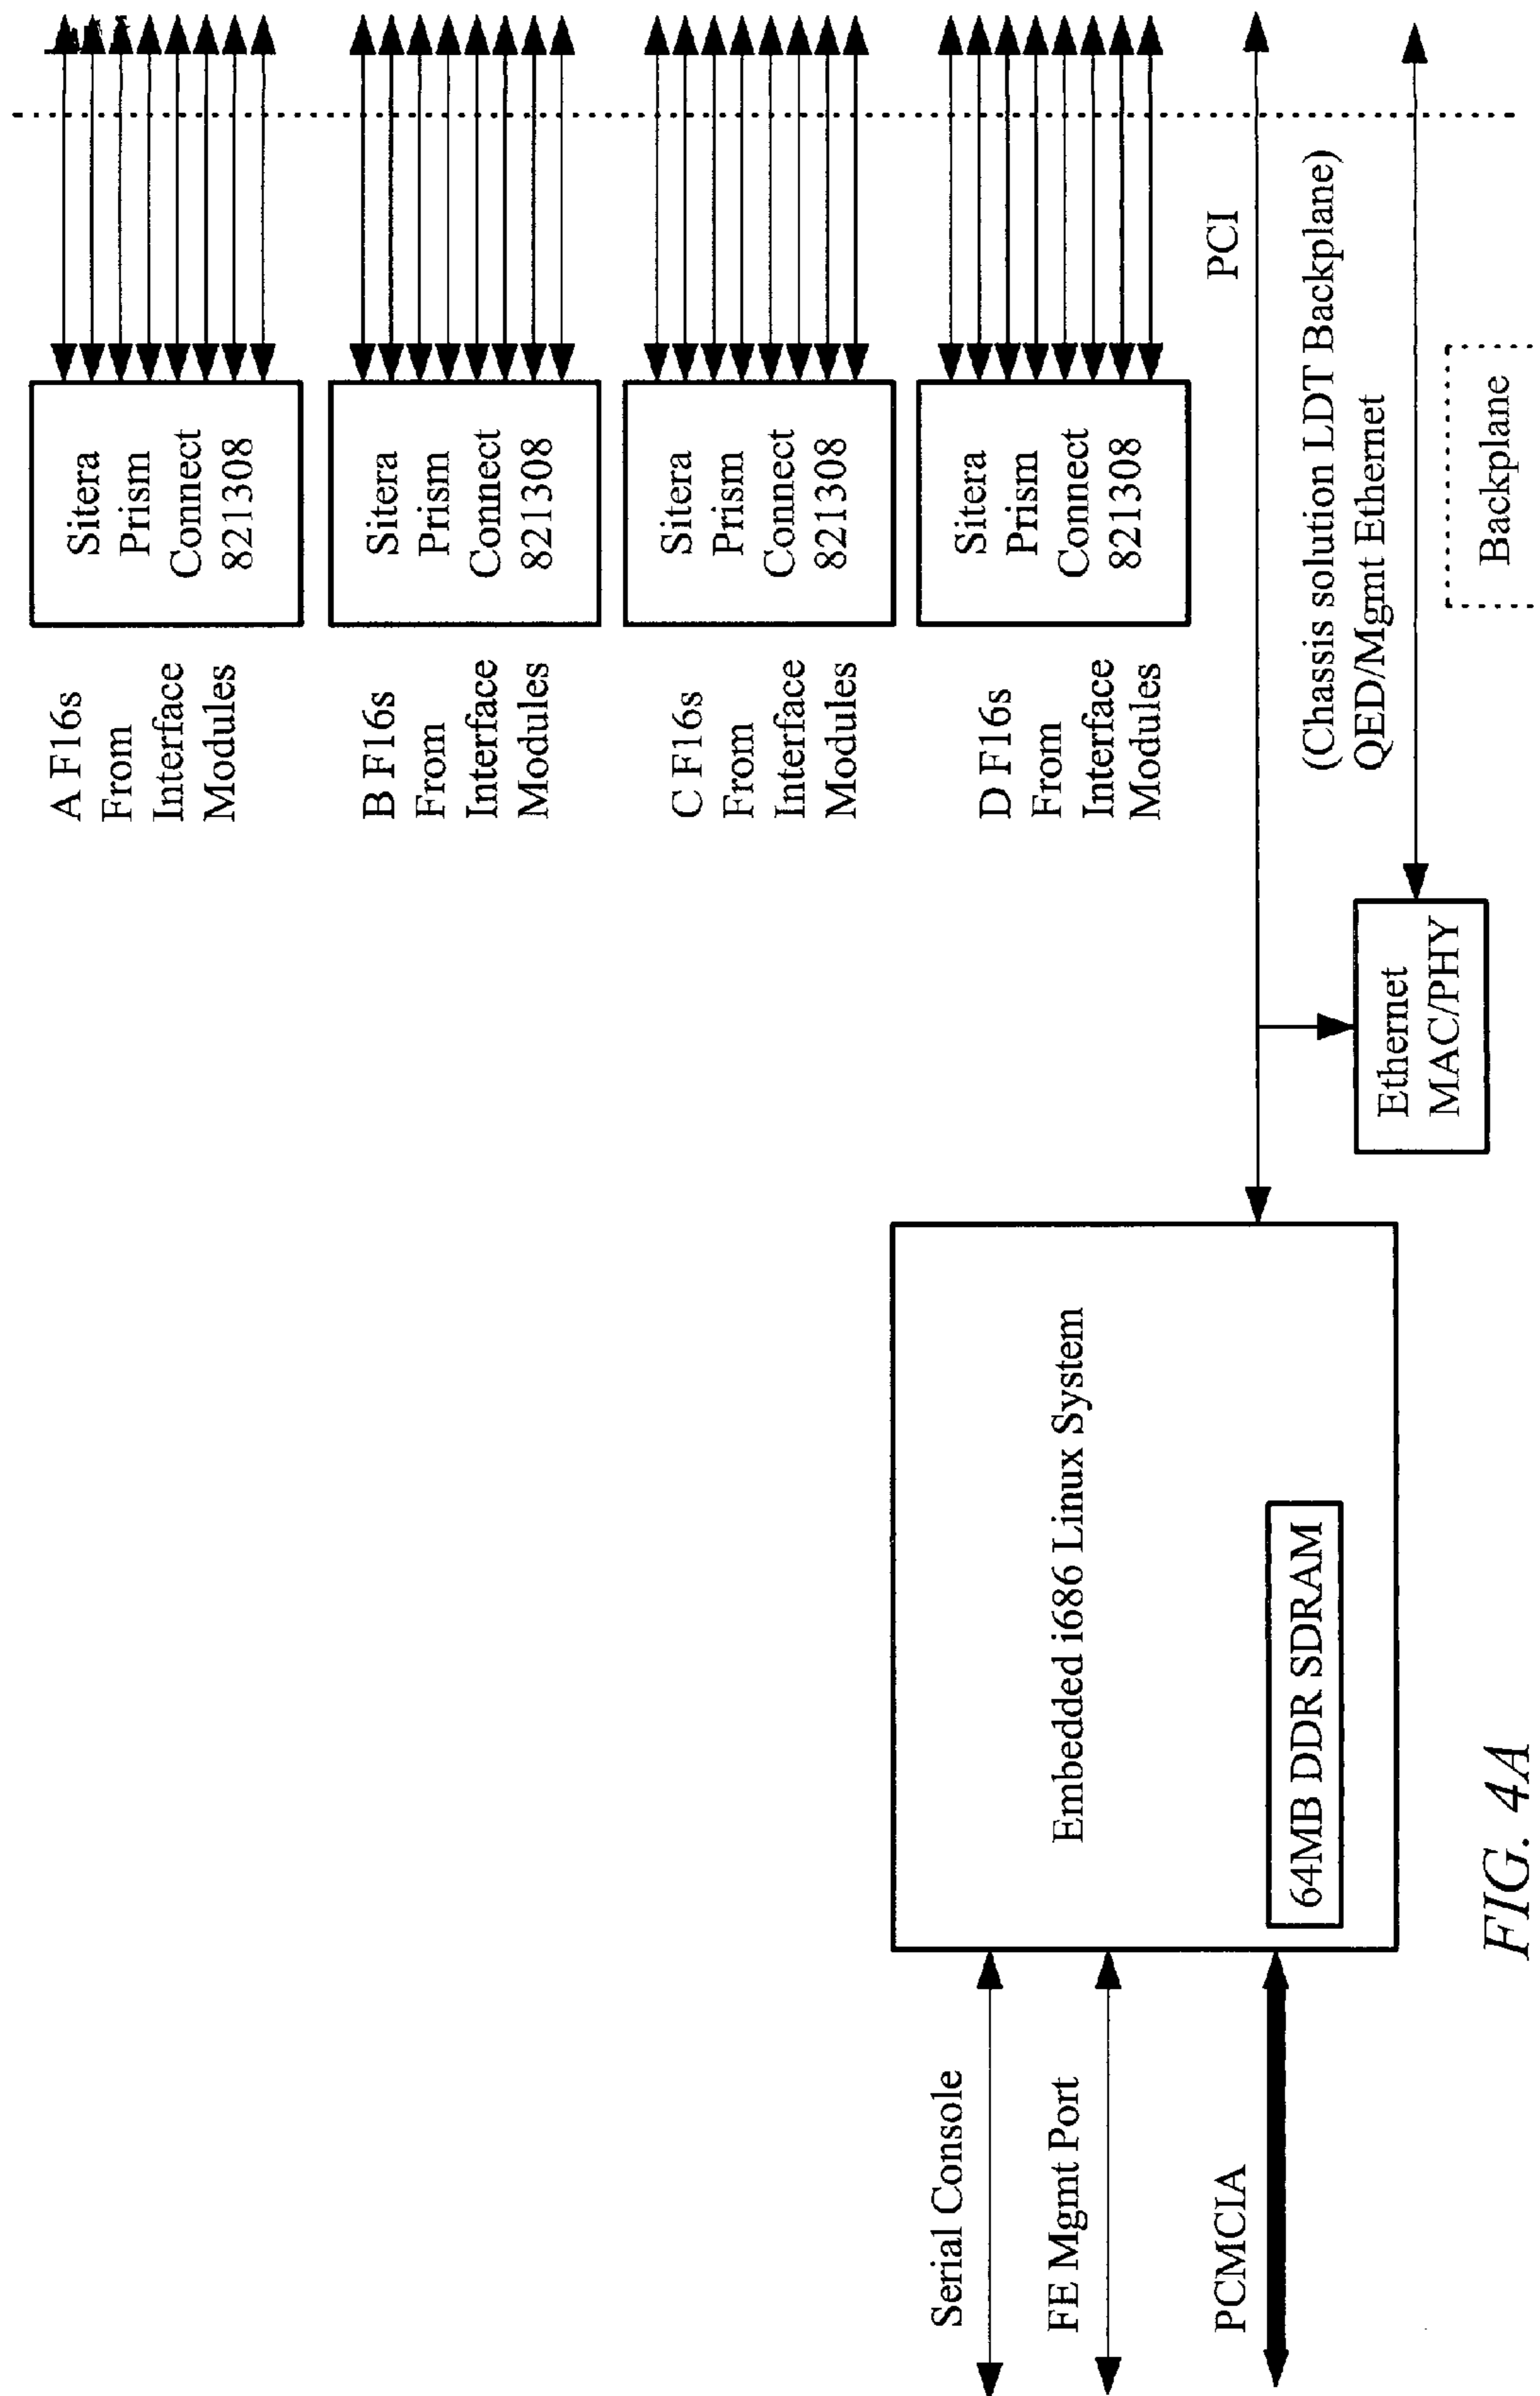 A F16s
From
Interface
Modules
Sitera
Prism
Connect
821308
B F16s
From
Interface
Modules
Sitera
Prism
Connect
821308
C F16s
From
Interface
Modules
Sitera
Prism
Connect
821308
D F16s
From
Interface
Modules
Sitera
Prism
Connect
821308
Serial Console
FE Mgmt Port
PCMCIA
Embedded i686 Linux System
64MB DDR SDRAM
PCI
(Chassis solution LDT Backplane)
QED/Mgmt Ethernet
Ethernet
MAC/PHY
Backplane
FIG. 4A